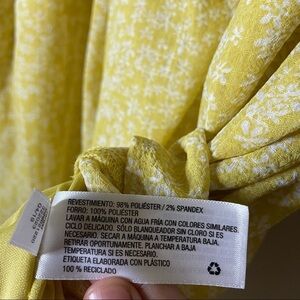 REVESTIMIENTO: 98% POLIÉSTER / 2% SPANDEX
FORRO: 100% POLIÉSTER
LAVAR A MÁQUINA CON AGUA FRÍA CON COLORES SIMILARES.
CICLO DELICADO. SÓLO BLANQUEADOR SIN CLORO SI ES
NECESARIO. SECAR A MÁQUINA A TEMPERATURA BAJA.
RETIRAR OPORTUNAMENTE. PLANCHAR A BAJA
TEMPERATURA SI ES NECESARIO.
ETIQUETA ELABORADA CON PLÁSTICO
100 % RECICLADO